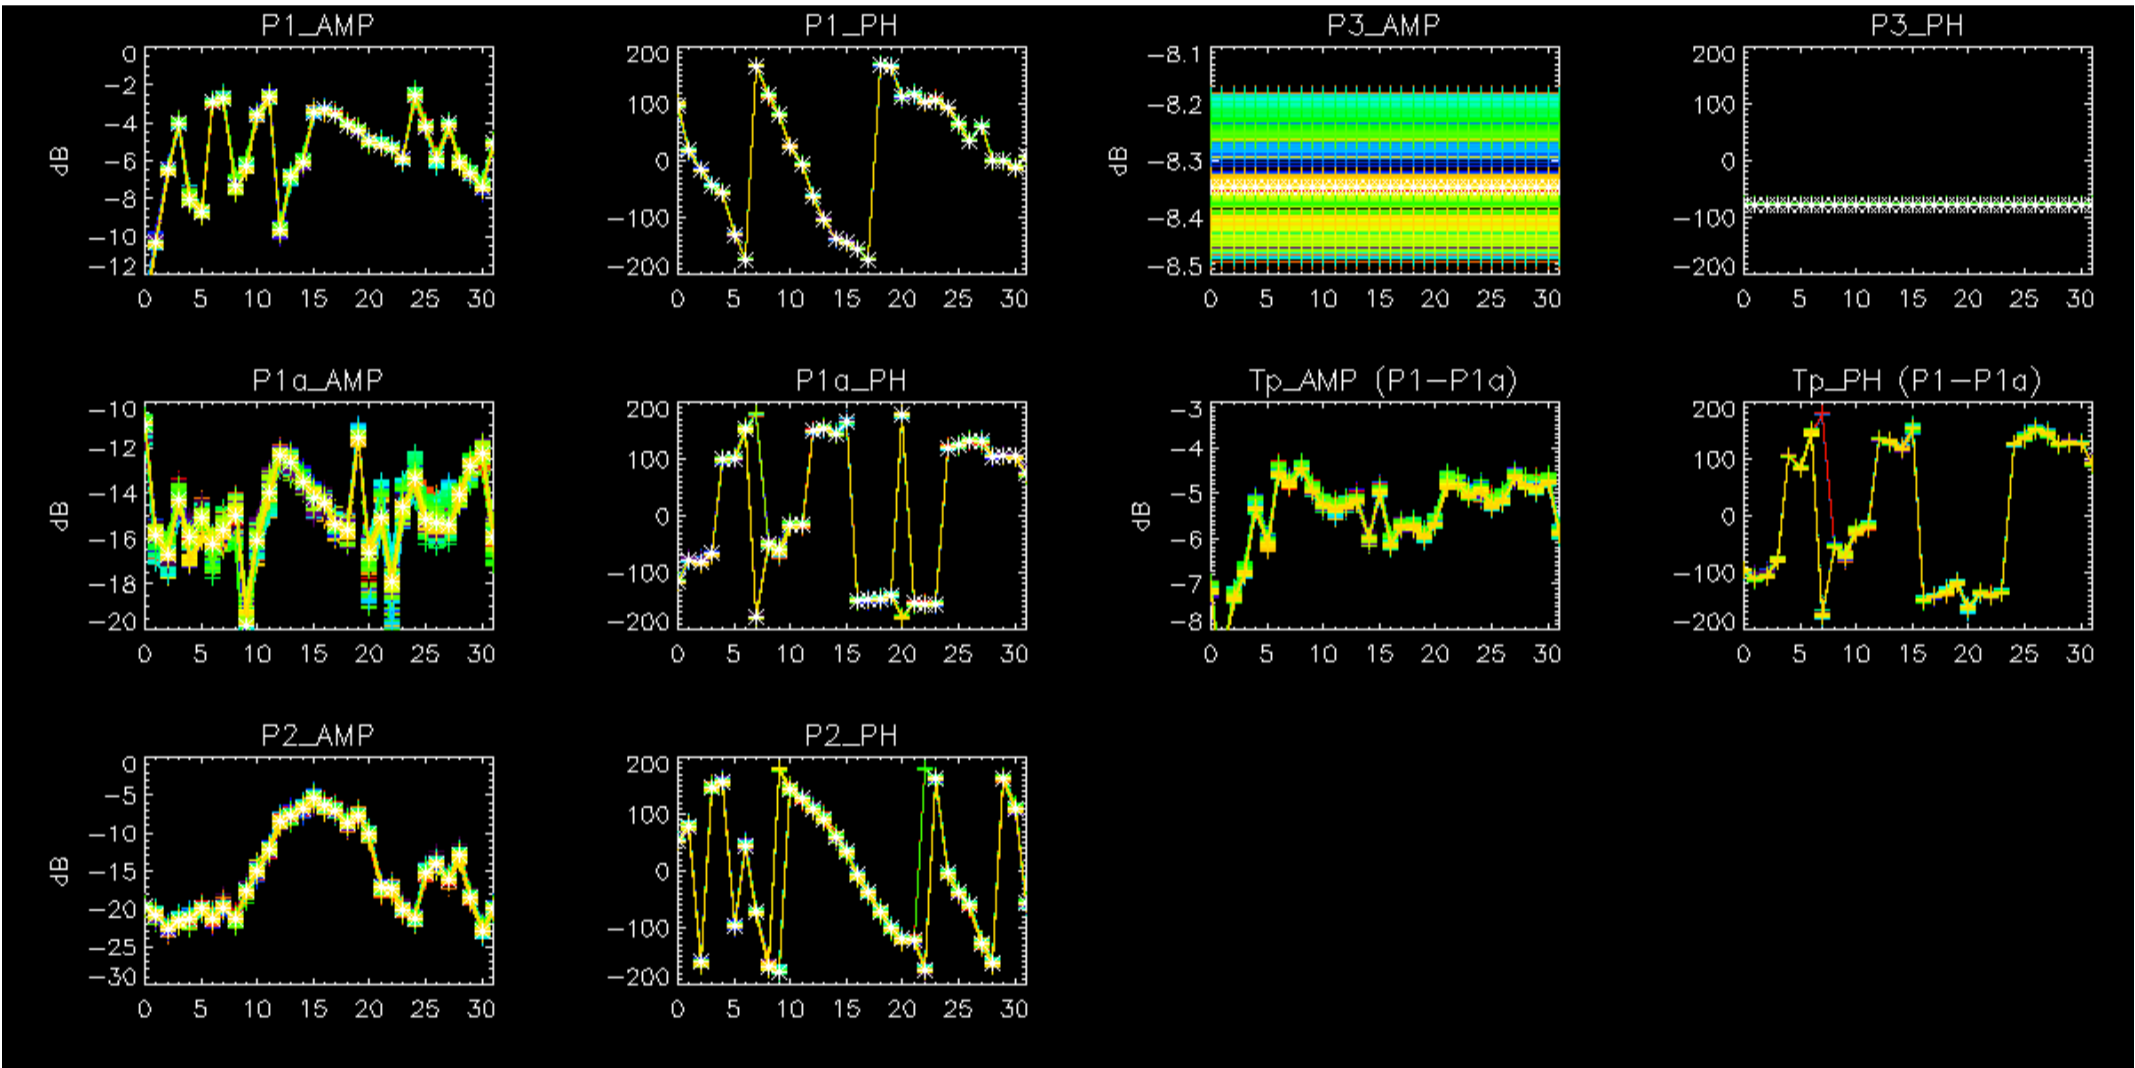 P1_AMP
0
-2
-4
-6
-8
-10
-12
dB
0 5 10 15 20 25 30
P1_PH
200
100
0
-100
-200
0 5 10 15 20 25 30
P3_AMP
-8.1
-8.2
-8.3
-8.4
-8.5
dB
0 5 10 15 20 25 30
P3_PH
200
100
0
-100
-200
0 5 10 15 20 25 30
P1a_AMP
-10
-12
-14
-16
-18
-20
dB
0 5 10 15 20 25 30
P1a_PH
200
100
0
-100
-200
0 5 10 15 20 25 30
Tp_AMP (P1-P1a)
-3
-4
-5
-6
-7
-8
dB
0 5 10 15 20 25 30
Tp_PH (P1-P1a)
200
100
0
-100
-200
0 5 10 15 20 25 30
P2_AMP
0
-5
-10
-15
-20
-25
-30
dB
0 5 10 15 20 25 30
P2_PH
200
100
0
-100
-200
0 5 10 15 20 25 30